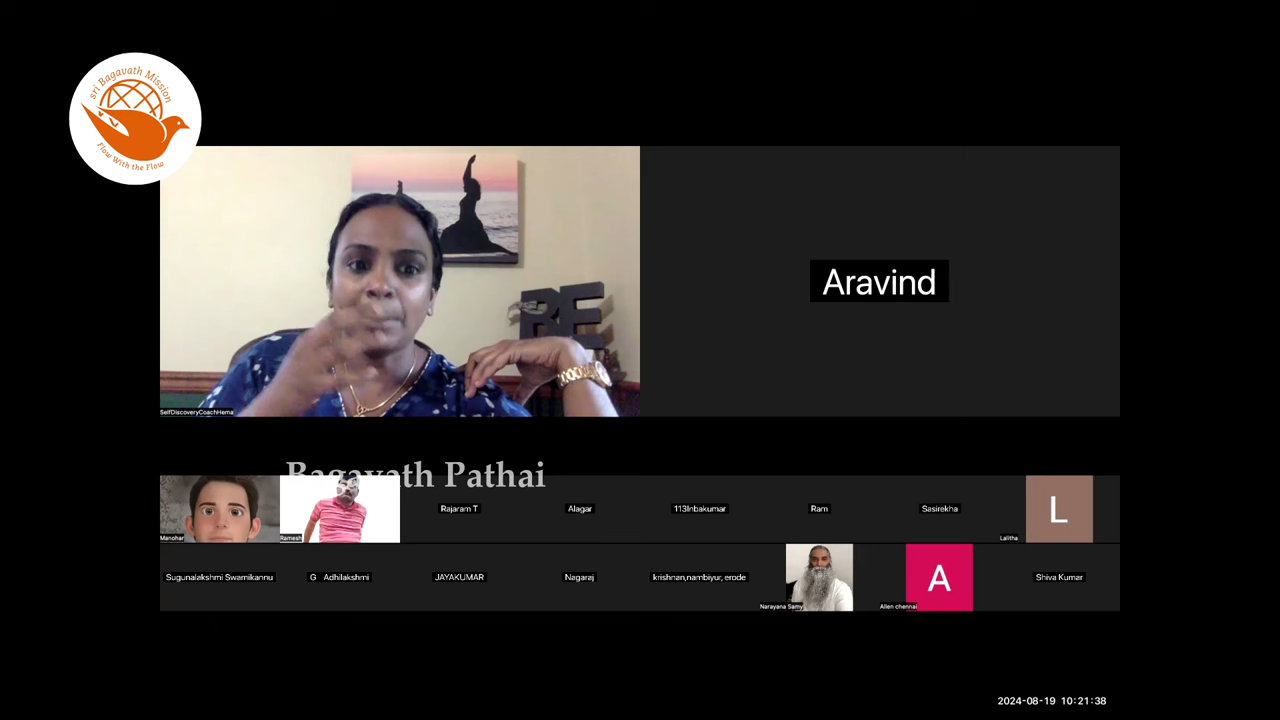 sri Bagavath Mission
Flow With the Flow
BE
SelfDiscoveryCoachHema
Aravind
Bagavath Pathai
Manohar
Ramesh
Rajaram T
Alagar
113Inbakumar
Ram
Sasirekha
Lalitha
L
Sugunalakshmi Swamikannu
G Adhilakshmi
JAYAKUMAR
Nagaraj
krishnan,nambiyur, erode
Narayana Samy
Allen chennai
A
Shiva Kumar
2024-08-19 10:21:38